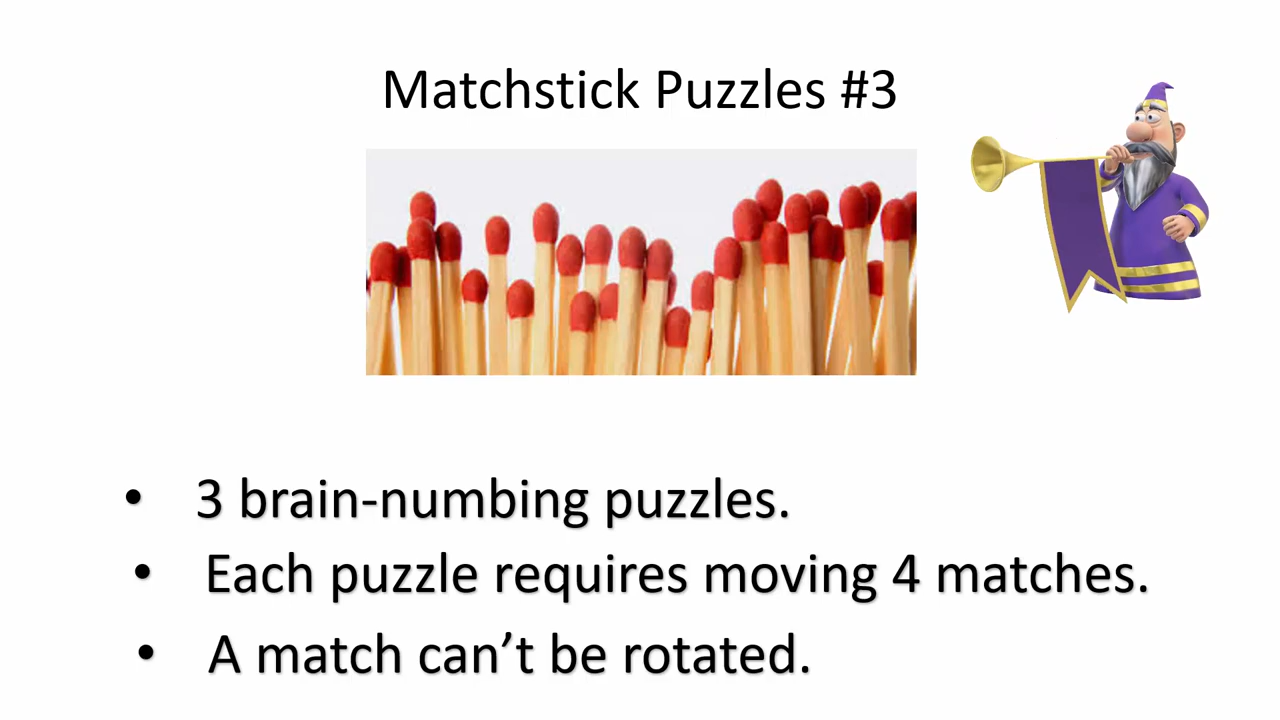 Matchstick Puzzles #3
• 3 brain-numbing puzzles.
• Each puzzle requires moving 4 matches.
• A match can’t be rotated.